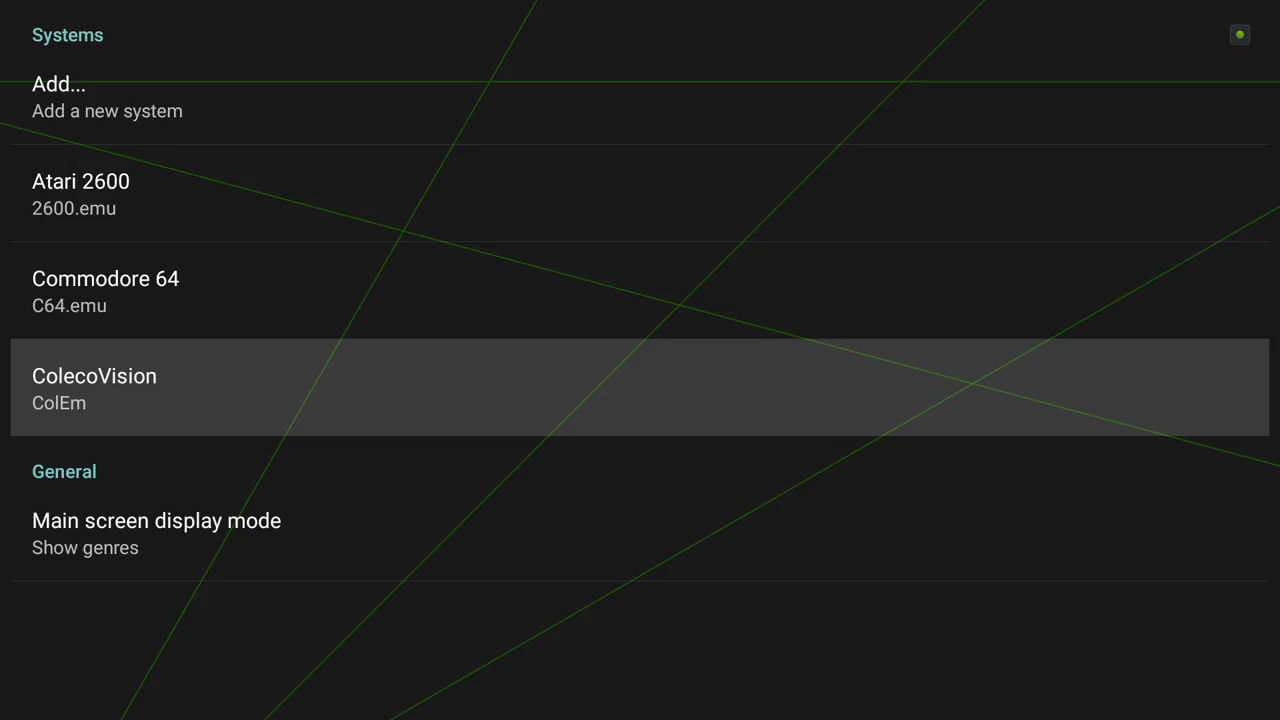 Systems
Add...
Add a new system
Atari 2600
2600.emu
Commodore 64
C64.emu
ColecoVision
ColEm
General
Main screen display mode
Show genres